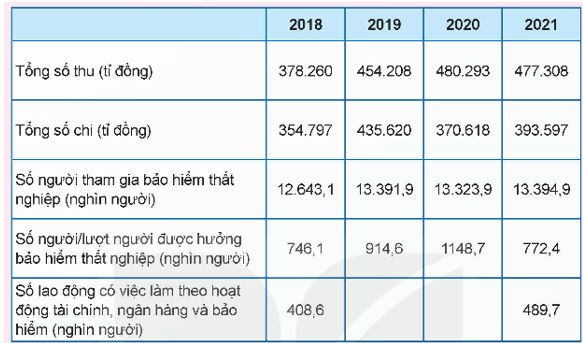 2018 2019 2020 2021
Tổng số thu (tỉ đồng) 378.260 454.208 480.293 477.308
Tổng số chi (tỉ đồng) 354.797 435.620 370.618 393.597
Số người tham gia bảo hiểm thất
nghiệp (nghìn người) 12.643,1 13.391,9 13.323,9 13.394,9
Số người/lượt người được hưởng
bảo hiểm thất nghiệp (nghìn người) 746,1 914,6 1148,7 772,4
Số lao động có việc làm theo hoạt
động tài chính, ngân hàng và bảo
hiểm (nghìn người) 408,6 489,7